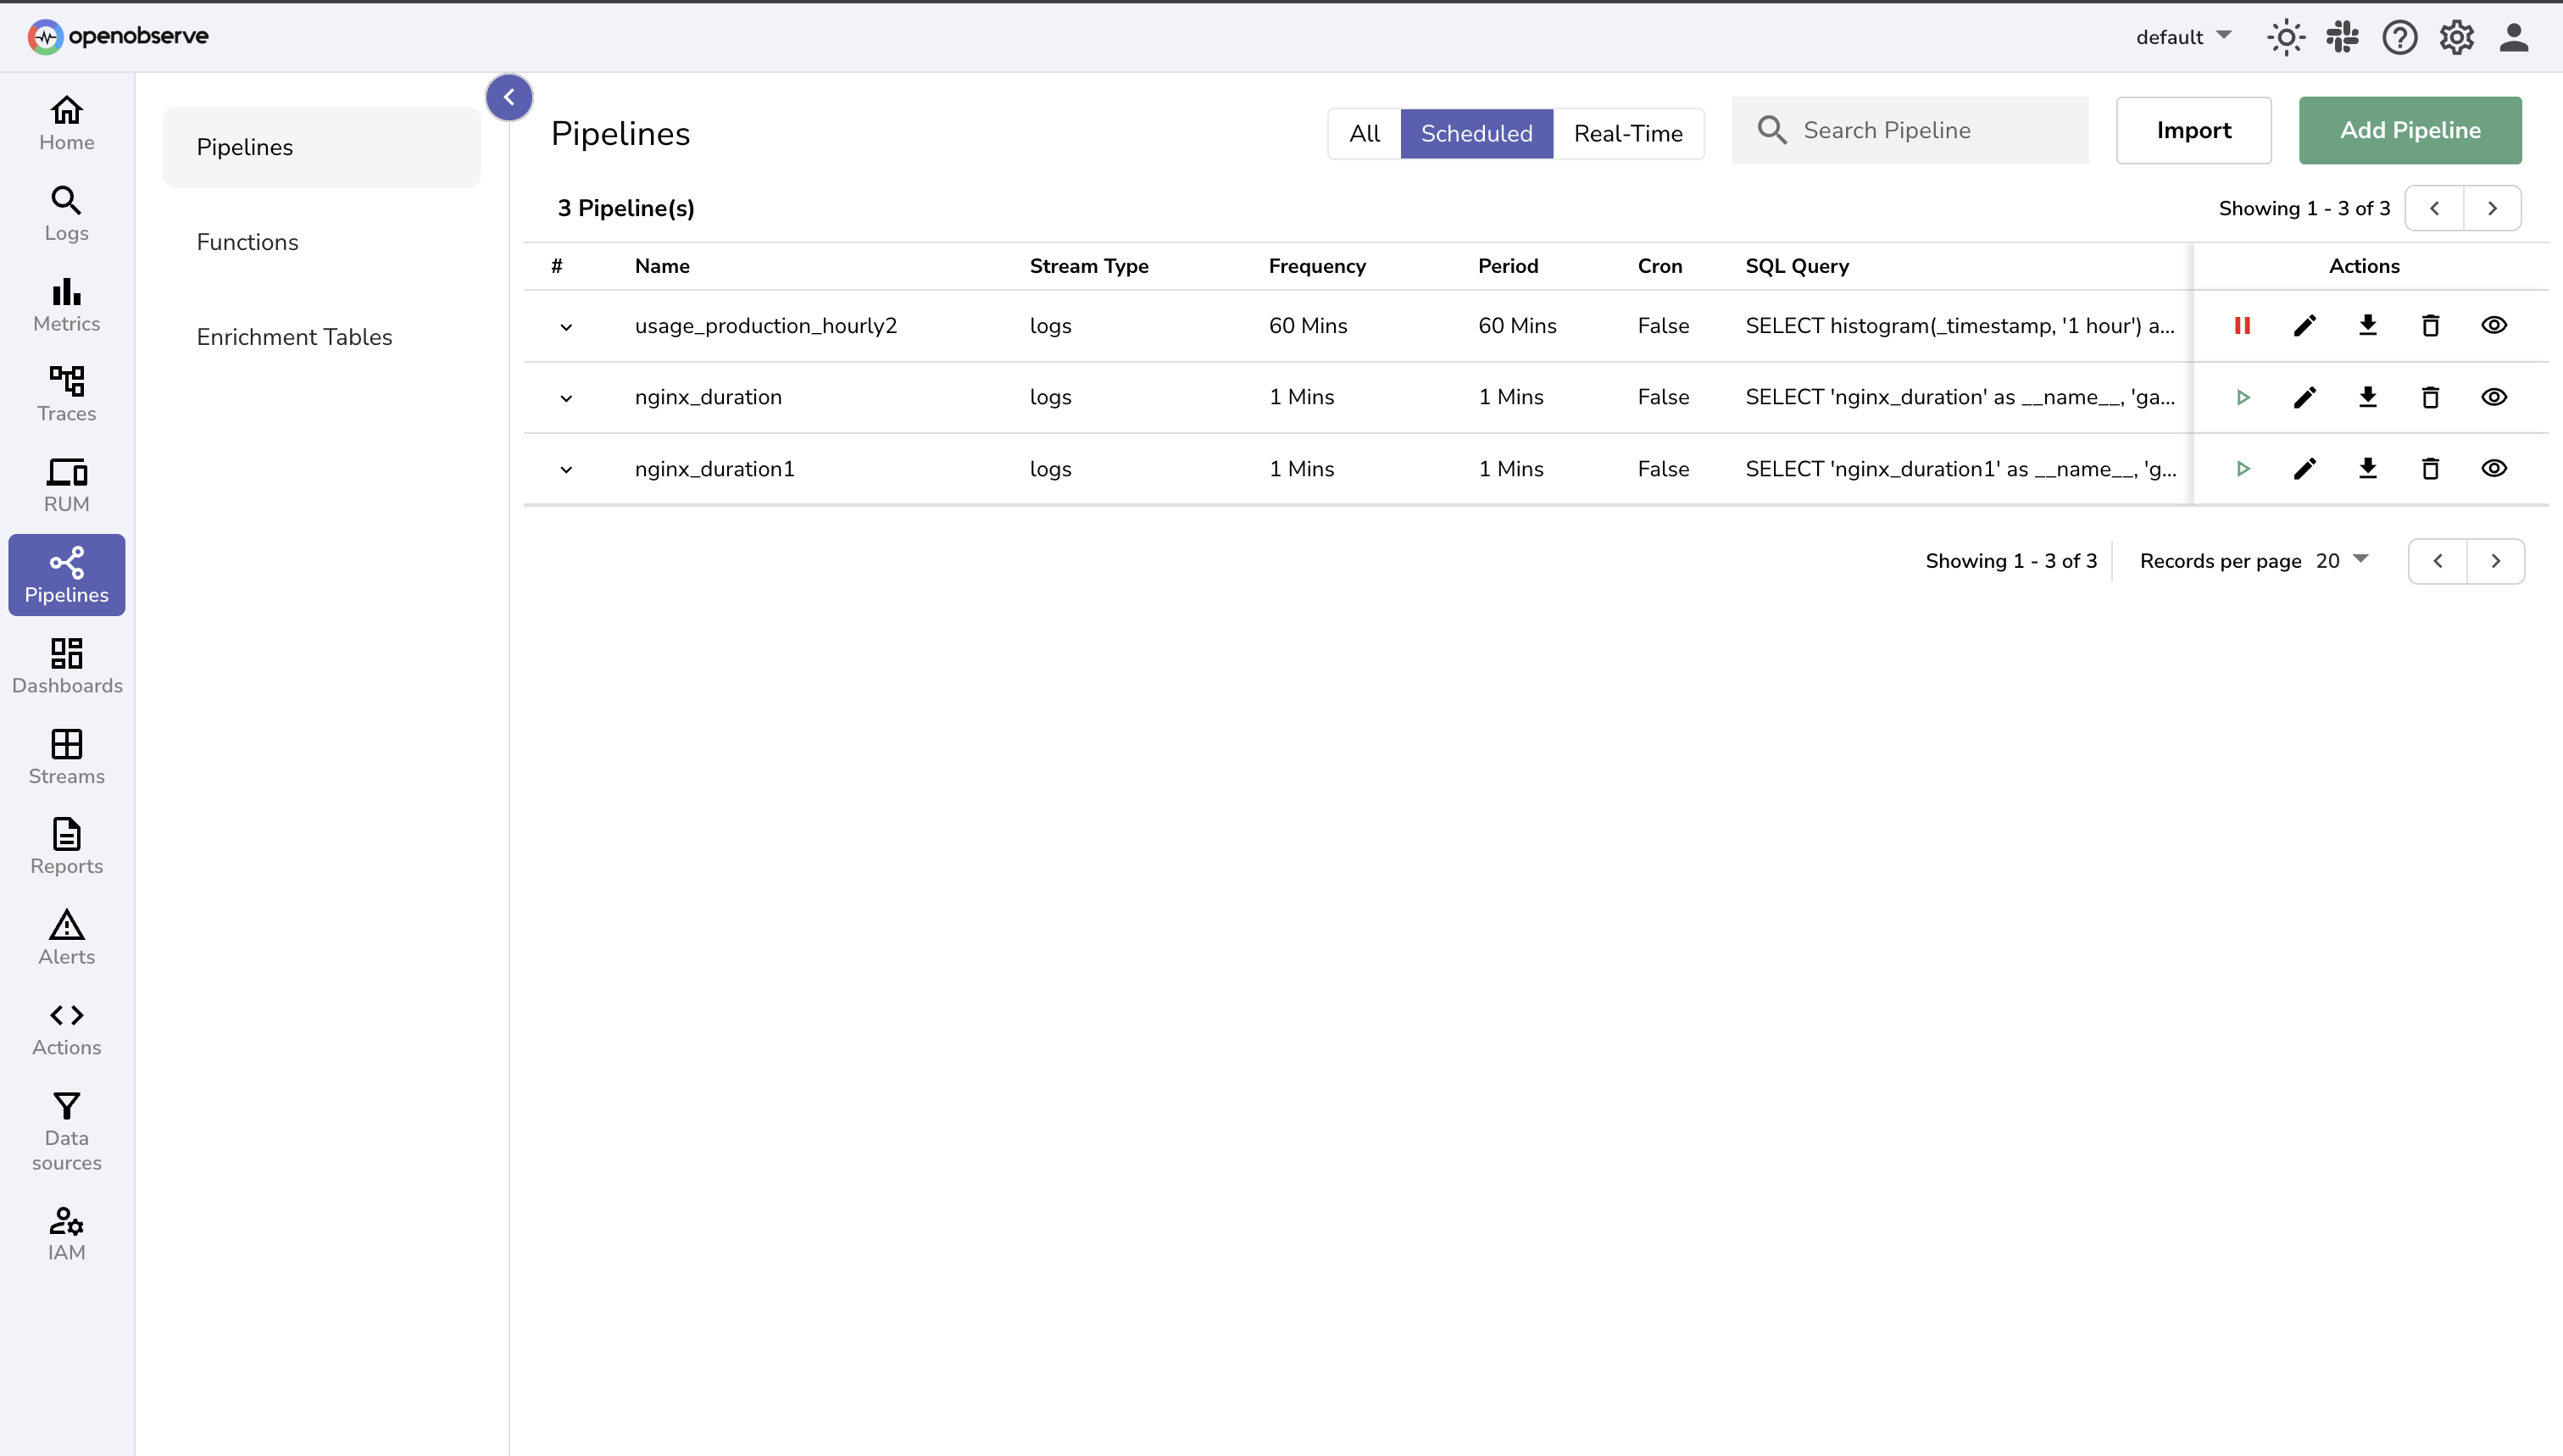 openobserve
default
Home
Logs
Metrics
Traces
RUM
Pipelines
Dashboards
Streams
Reports
Alerts
Actions
Data
sources
IAM
Pipelines
Functions
Enrichment Tables
Pipelines
All Scheduled Real-Time
Search Pipeline
Import
Add Pipeline
3 Pipeline(s)
Showing 1 - 3 of 3
# Name Stream Type Frequency Period Cron SQL Query Actions
usage_production_hourly2 logs 60 Mins 60 Mins False SELECT histogram(_timestamp, '1 hour') a...
nginx_duration logs 1 Mins 1 Mins False SELECT 'nginx_duration' as __name__, 'ga...
nginx_duration1 logs 1 Mins 1 Mins False SELECT 'nginx_duration1' as __name__, 'g...
Showing 1 - 3 of 3 Records per page 20